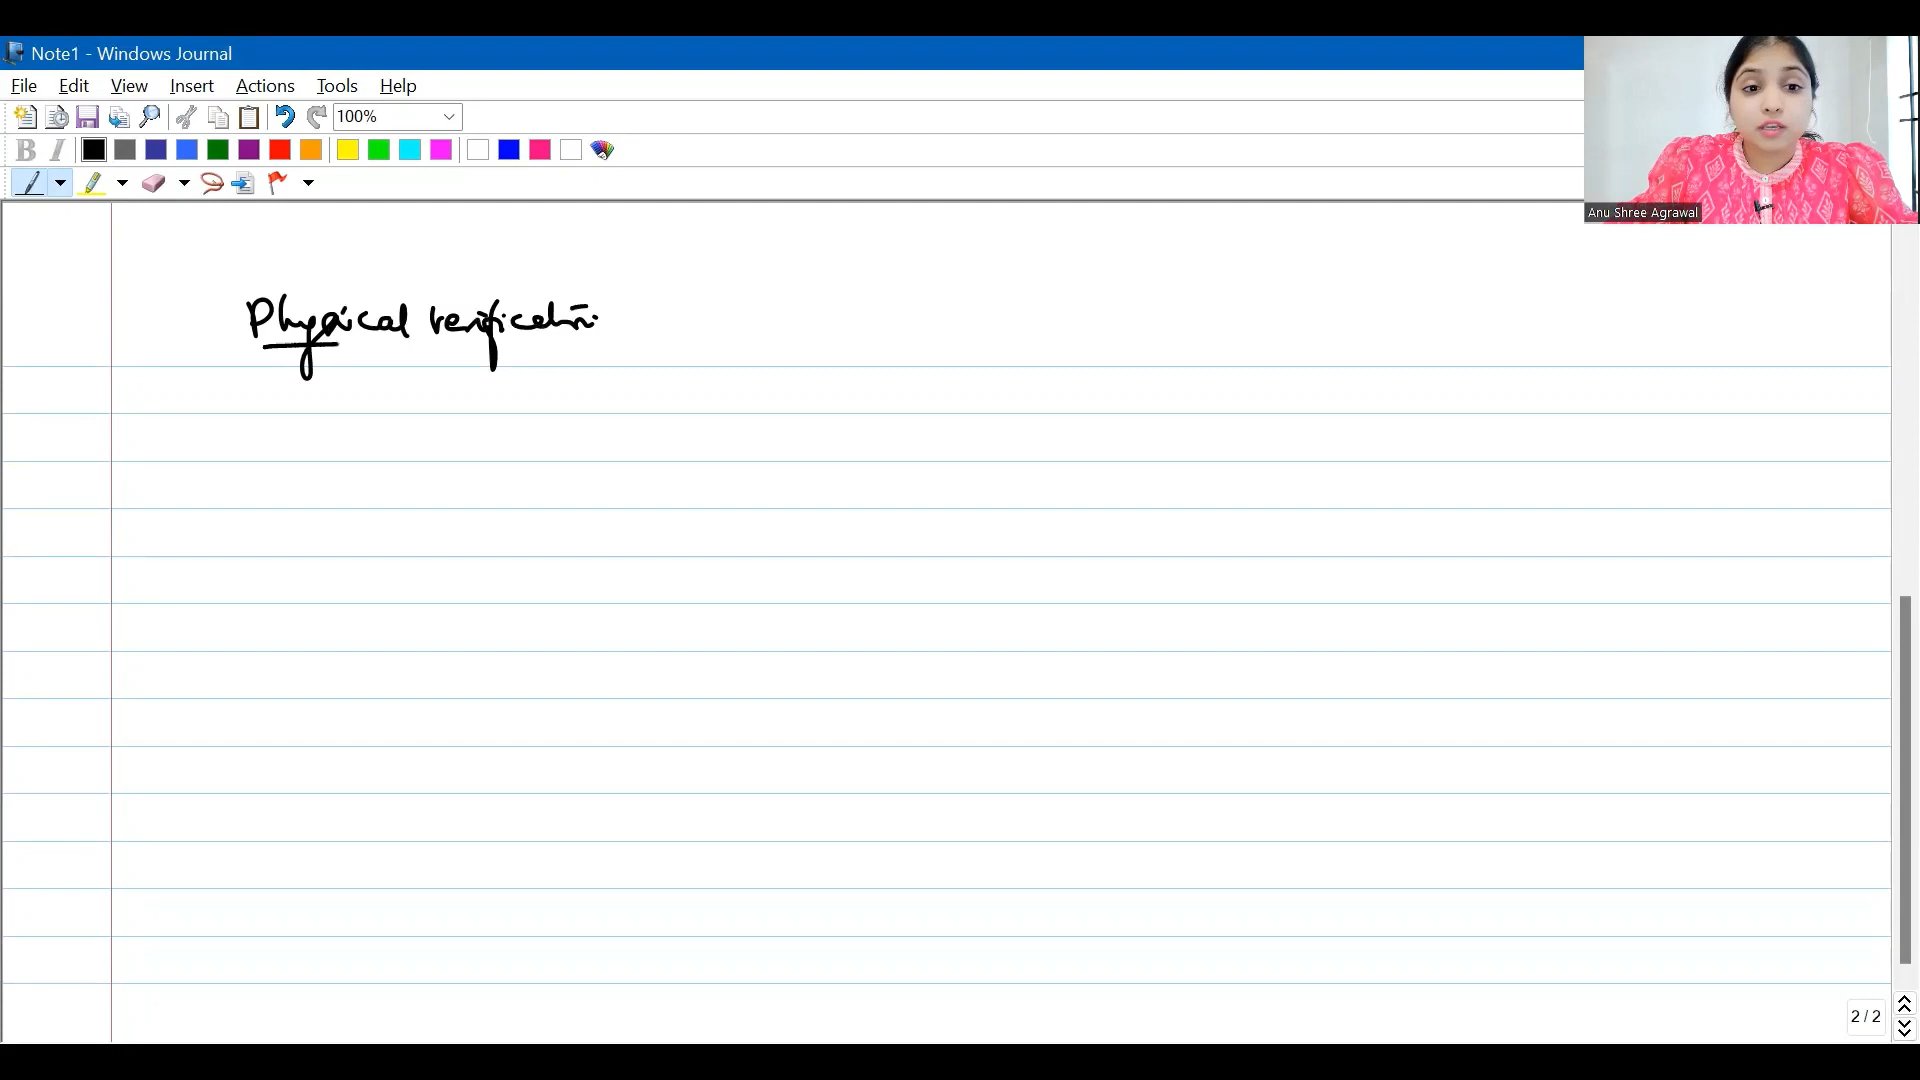 Note1 - Windows Journal
File Edit View Insert Actions Tools Help
100%
B I
Anu Shree Agrawal
Physical verification
2 / 2